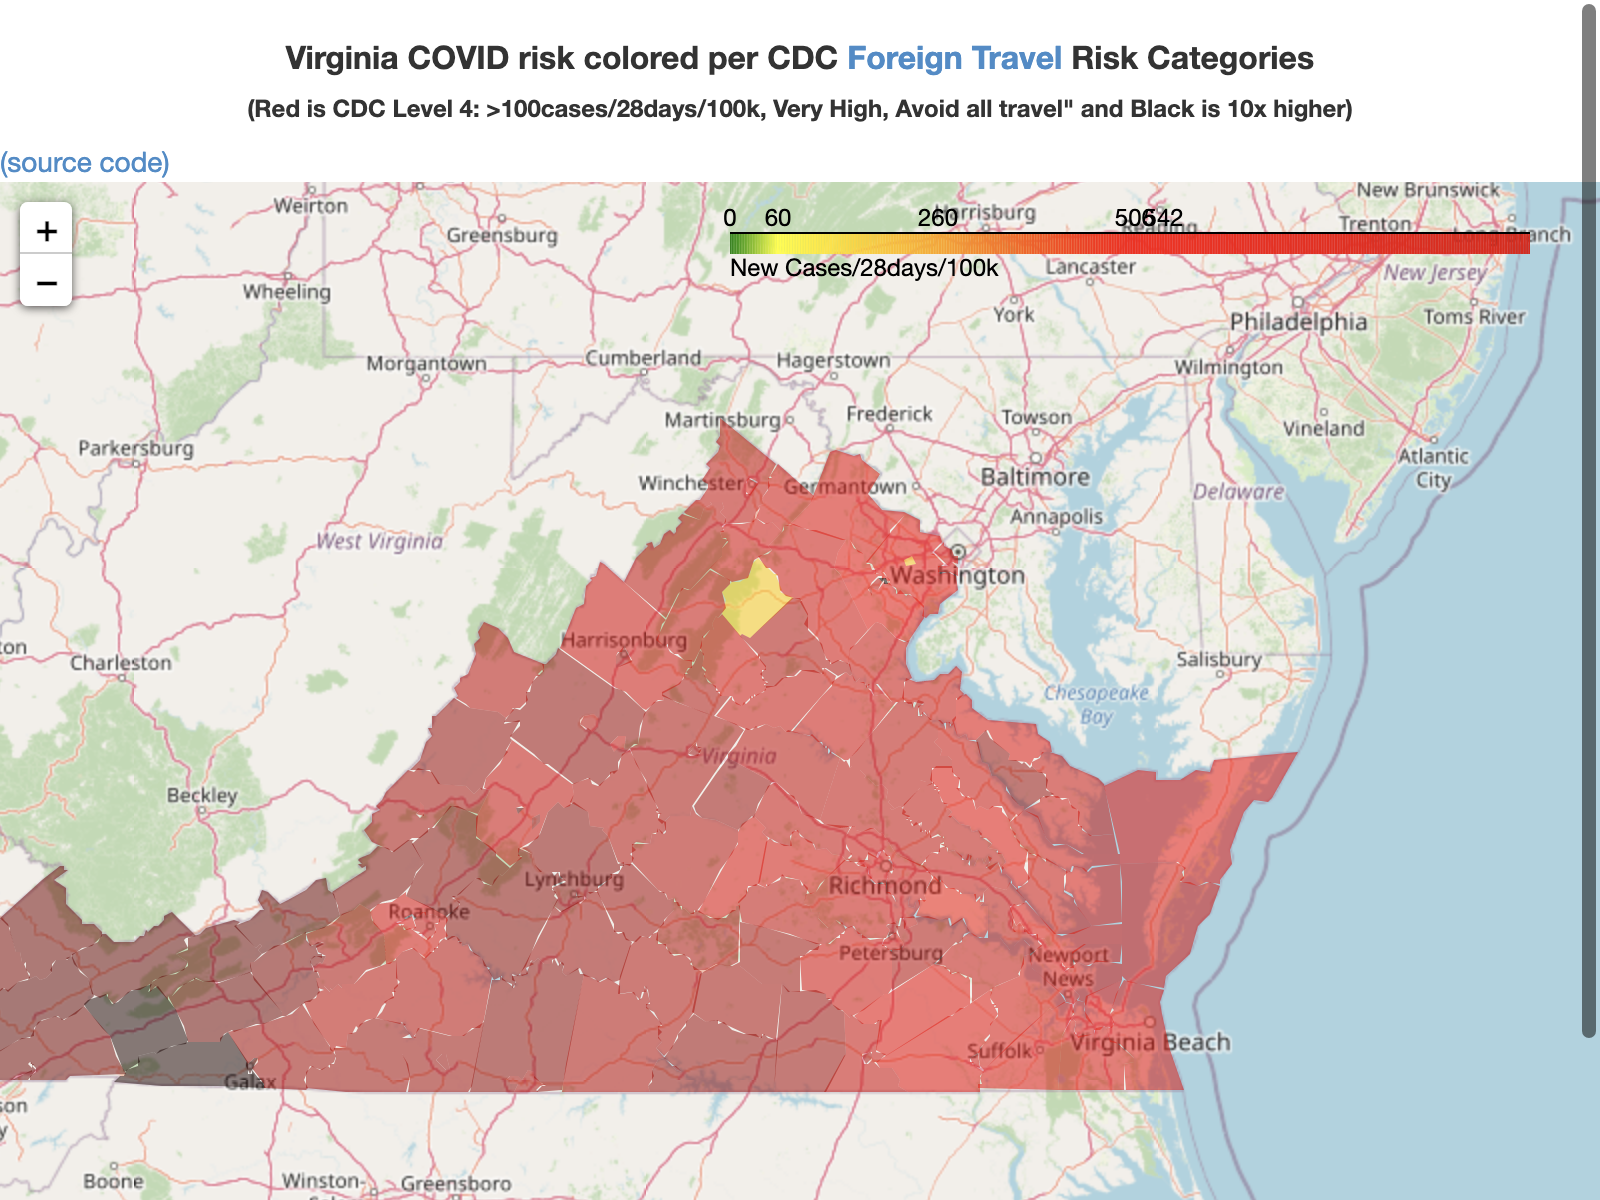 Virginia COVID risk colored per CDC Foreign Travel Risk Categories
(Red is CDC Level 4: >100cases/28days/100k, Very High, Avoid all travel" and Black is 10x higher)
(source code)
+
−
0 60 260 506 642
New Cases/28days/100k
New Brunswick
Weirton
Harrisburg
Reading
Trenton
Long Branch
Greensburg
Lancaster
New Jersey
Wheeling
York
Philadelphia
Toms River
Morgantown
Cumberland
Hagerstown
Wilmington
Martinsburg
Frederick
Towson
Vineland
Parkersburg
Atlantic
City
Winchester
Germantown
Baltimore
Delaware
Annapolis
West Virginia
Washington
Harrisonburg
Charleston
Salisbury
Chesapeake
Bay
Virginia
Beckley
Lynchburg
Richmond
Roanoke
Petersburg
Newport
News
Virginia Beach
Suffolk
Galax
son
y
Boone
Winston-
Greensboro
ton